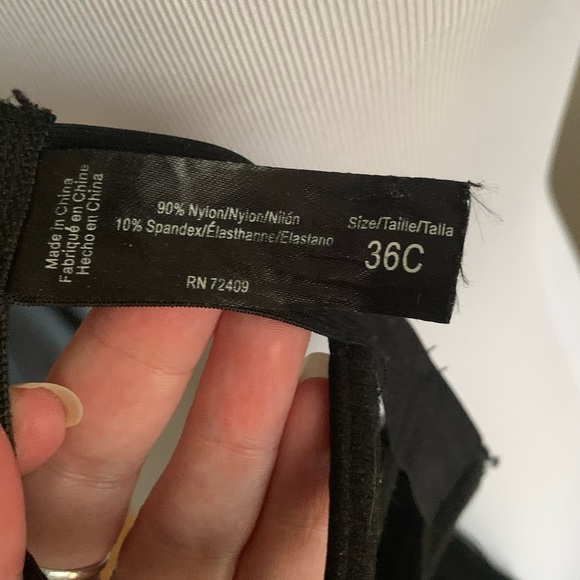 Made in China
Fabriqué en Chine
Hecho en China
90% Nylon/Nylon/Nilón
10% Spandex/Élasthanne/Elastano
RN 72409
Size/Taille/Talla
36C